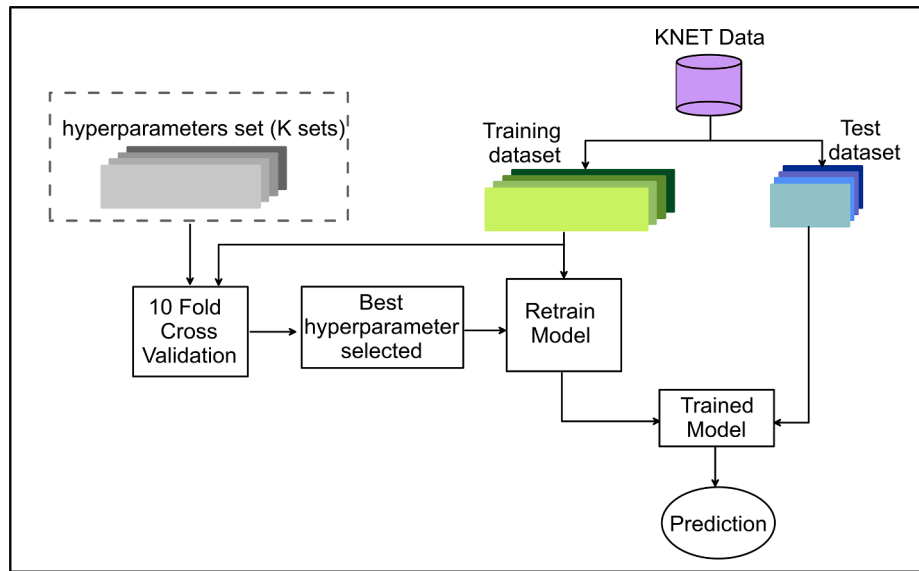 KNET Data
hyperparameters set (K sets)
Training
dataset
Test
dataset
10 Fold
Cross
Validation
Best
hyperparameter
selected
Retrain
Model
Trained
Model
Prediction